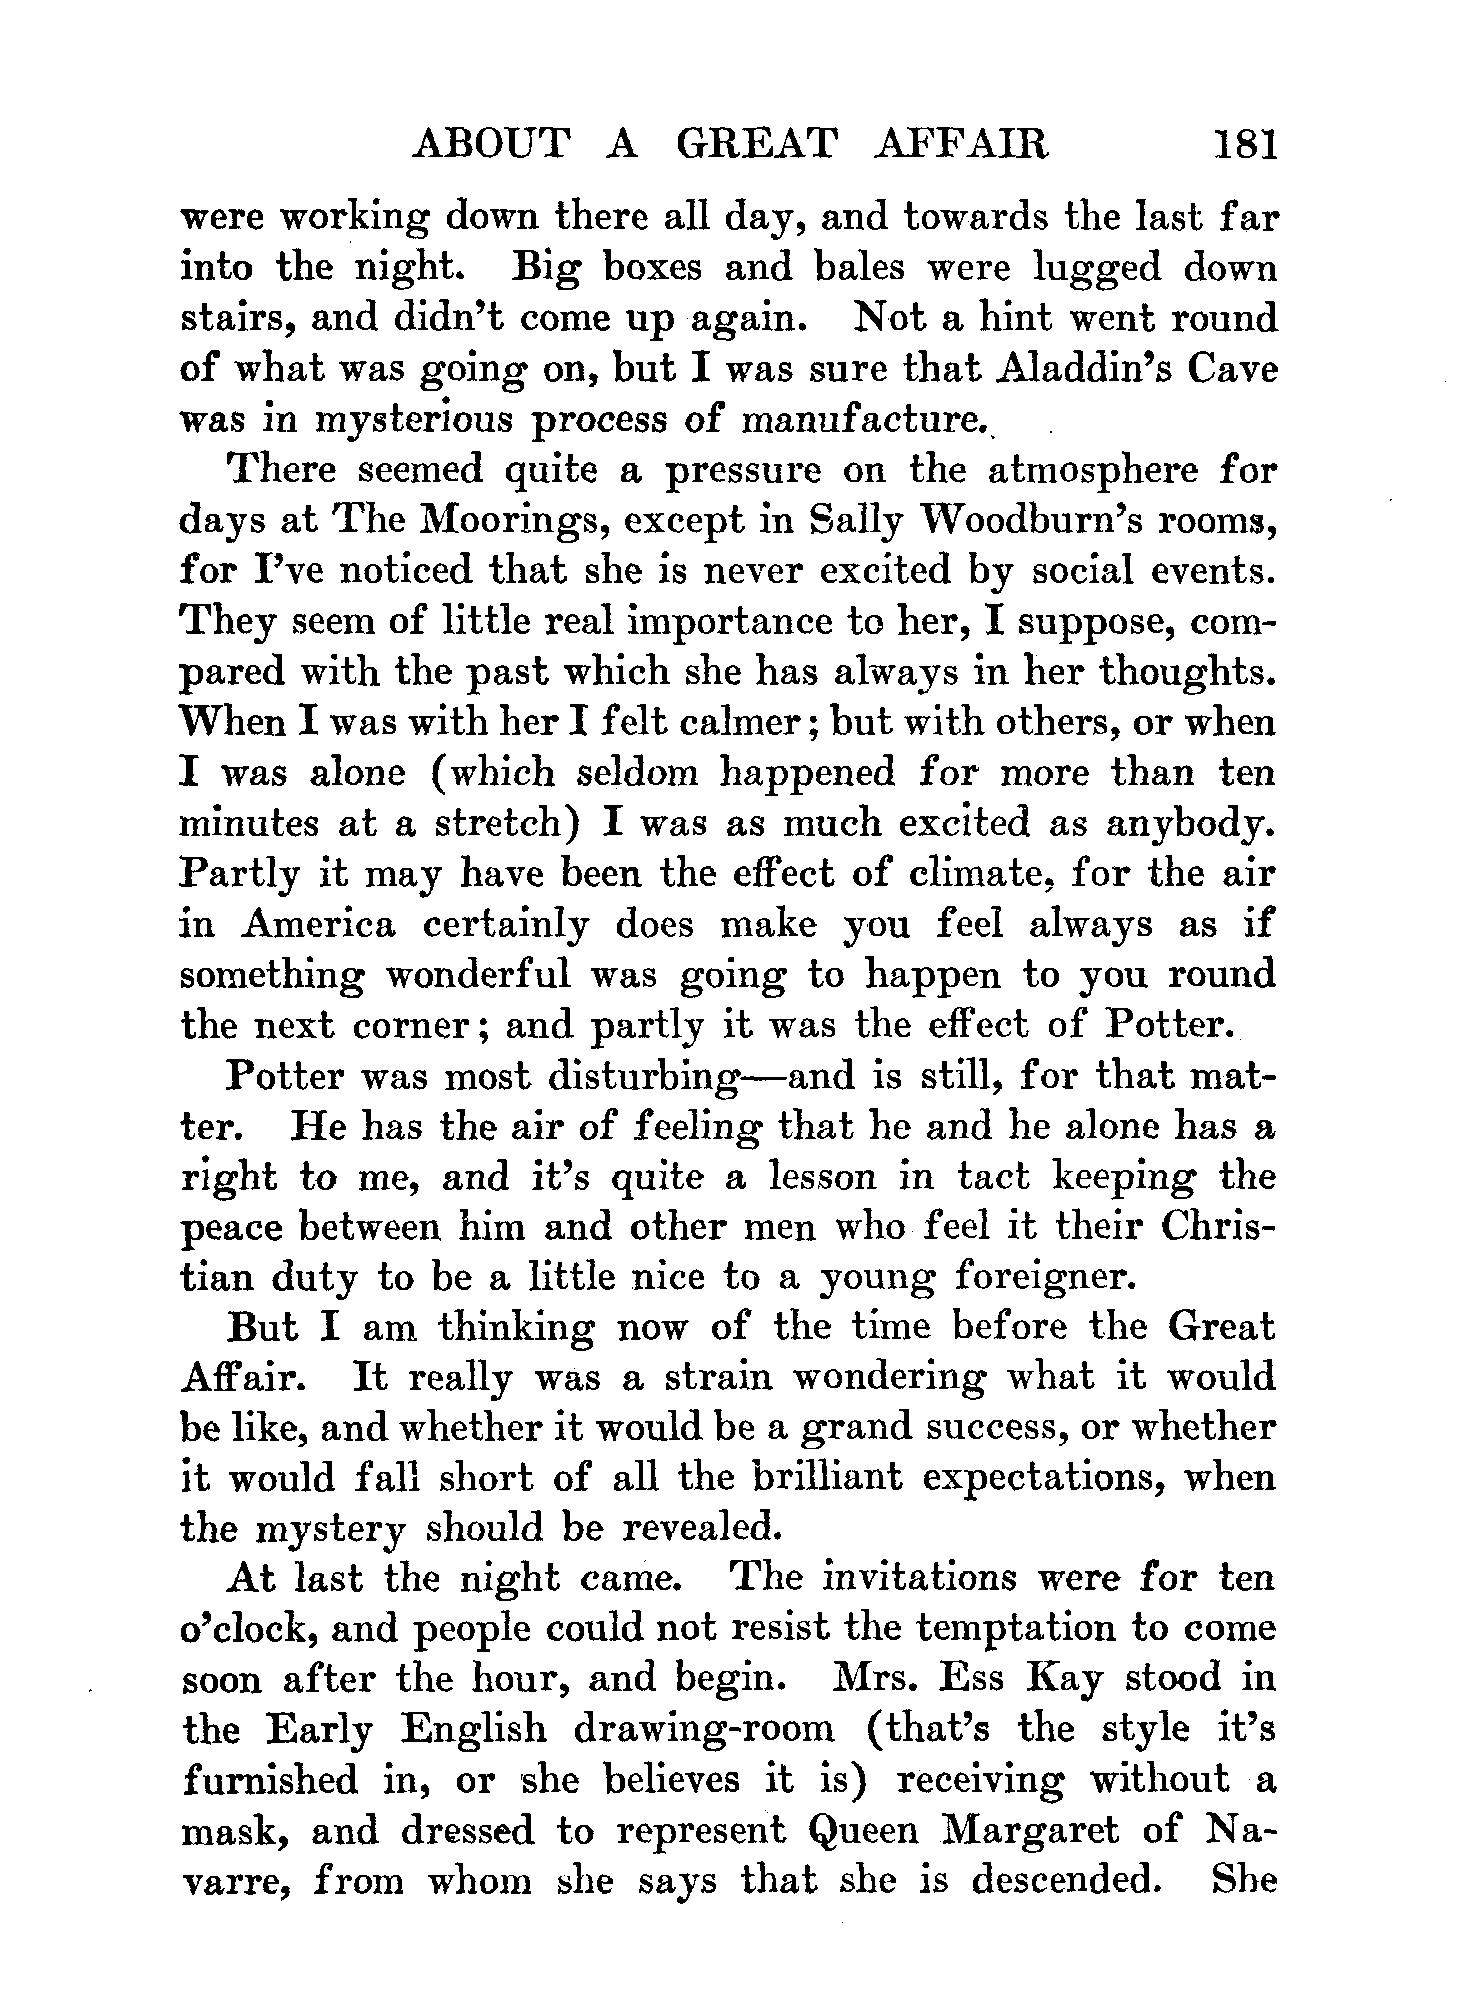 ABOUT A GREAT AFFAIR 181
were working down there all day, and towards the last far
into the night. Big boxes and bales were lugged down
stairs, and didn't come up again. Not a hint went round
of what was going on, but I was sure that Aladdin's Cave
was in mysterious process of manufacture.
There seemed quite a pressure on the atmosphere for
days at The Moorings, except in Sally Woodburn's rooms,
for I've noticed that she is never excited by social events.
They seem of little real importance to her, I suppose, com-
pared with the past which she has always in her thoughts.
When I was with her I felt calmer; but with others, or when
I was alone (which seldom happened for more than ten
minutes at a stretch) I was as much excited as anybody.
Partly it may have been the effect of climate, for the air
in America certainly does make you feel always as if
something wonderful was going to happen to you round
the next corner; and partly it was the effect of Potter.
Potter was most disturbing—and is still, for that mat-
ter. He has the air of feeling that he and he alone has a
right to me, and it's quite a lesson in tact keeping the
peace between him and other men who feel it their Chris-
tian duty to be a little nice to a young foreigner.
But I am thinking now of the time before the Great
Affair. It really was a strain wondering what it would
be like, and whether it would be a grand success, or whether
it would fall short of all the brilliant expectations, when
the mystery should be revealed.
At last the night came. The invitations were for ten
o'clock, and people could not resist the temptation to come
soon after the hour, and begin. Mrs. Ess Kay stood in
the Early English drawing-room (that's the style it's
furnished in, or she believes it is) receiving without a
mask, and dressed to represent Queen Margaret of Na-
varre, from whom she says that she is descended. She